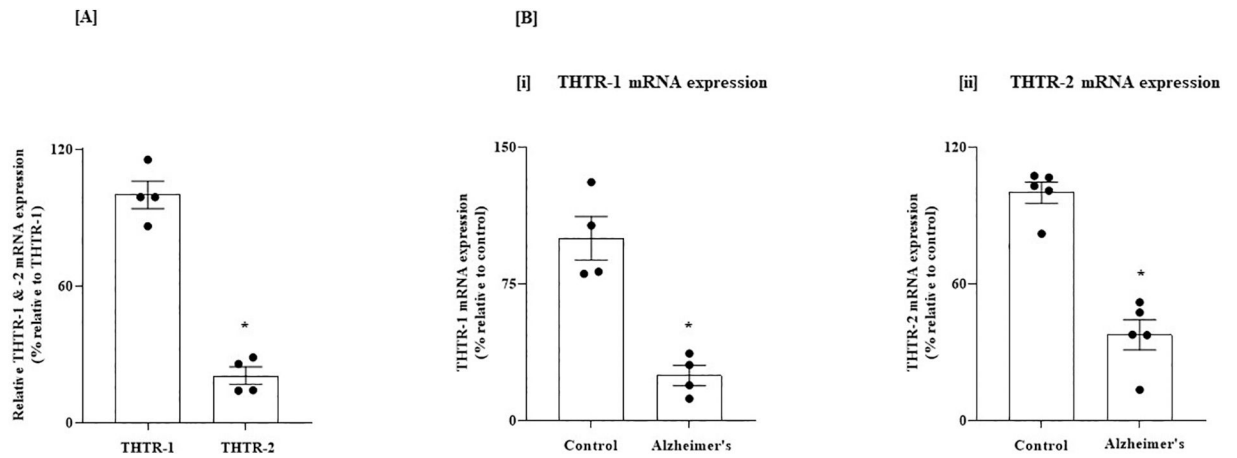 [A]
[B]
[i] THTR-1 mRNA expression
[ii] THTR-2 mRNA expression
Relative THTR-1 & -2 mRNA expression
(% relative to THTR-1)
120
60
0
*
THTR-1
THTR-2
THTR-1 mRNA expression
(% relative to control)
150
75
0
*
Control
Alzheimer's
THTR-2 mRNA expression
(% relative to control)
120
60
0
*
Control
Alzheimer's